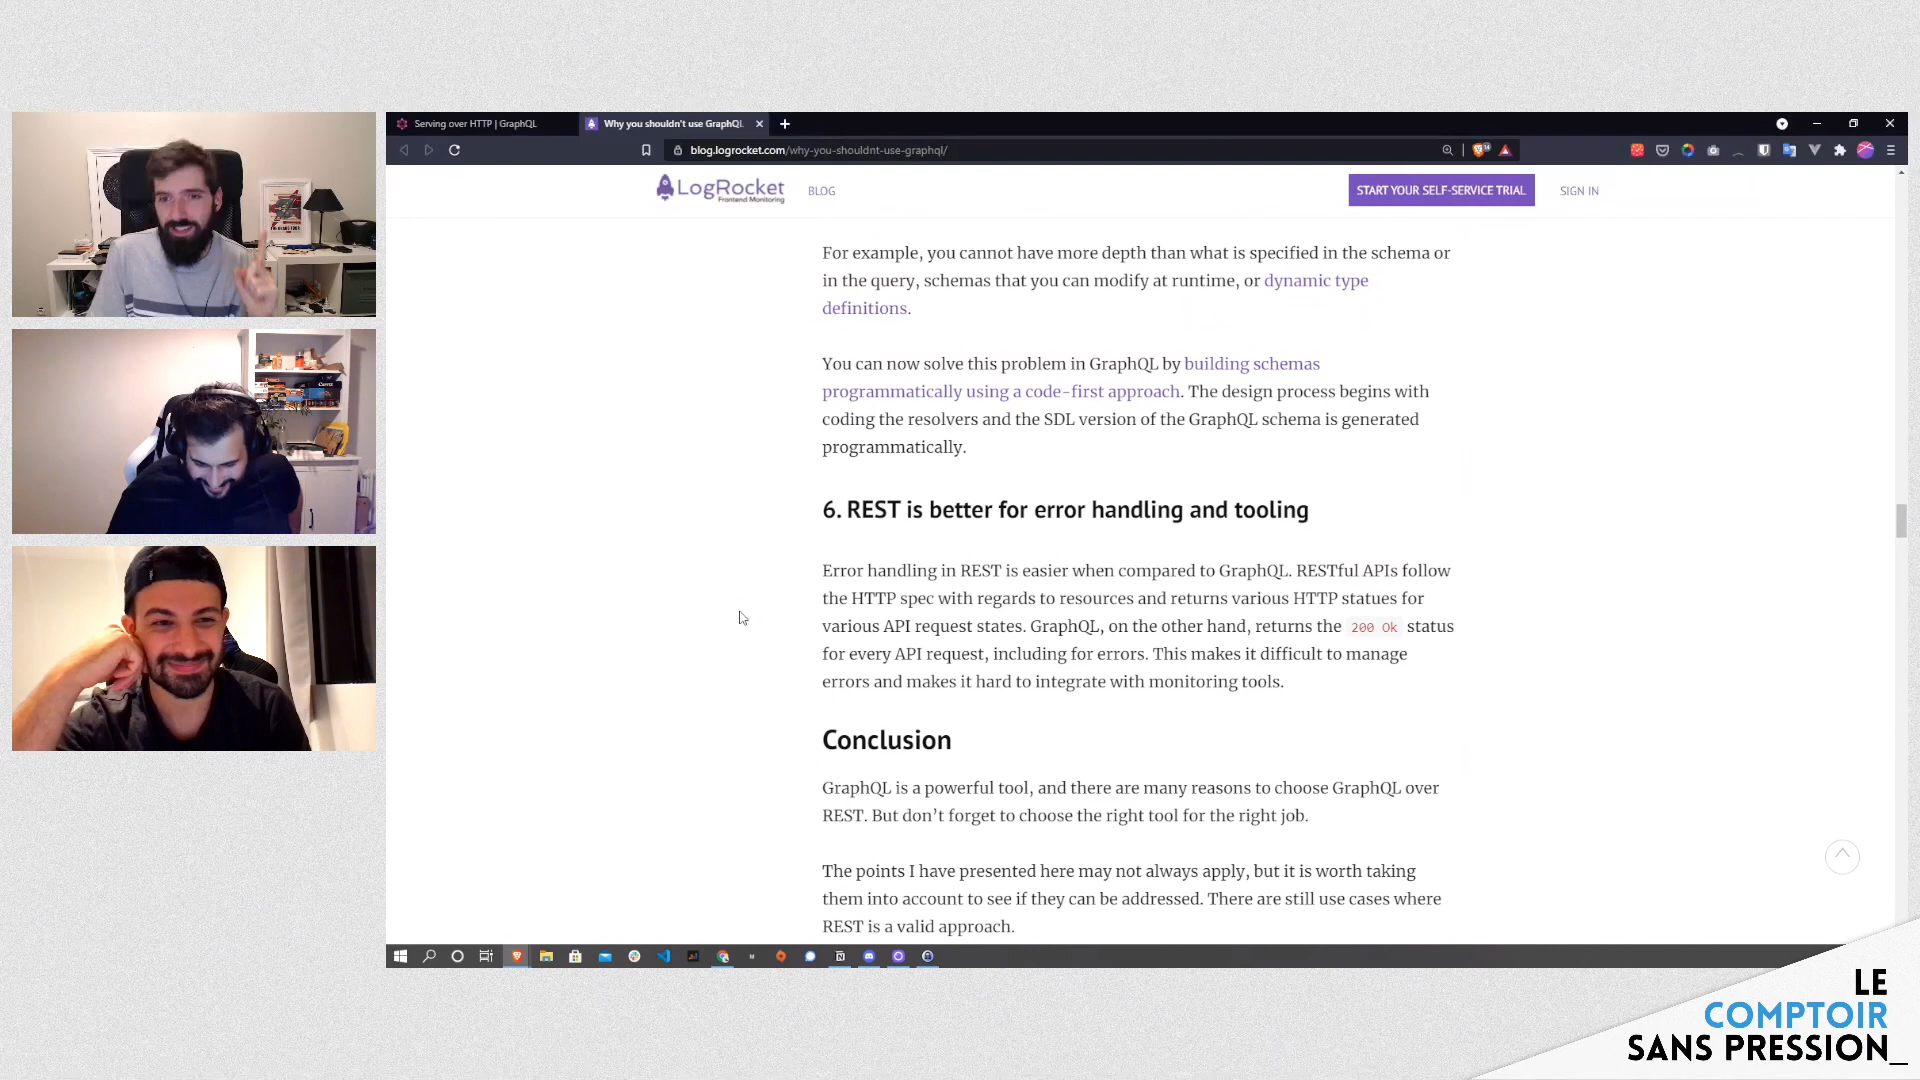 Serving over HTTP | GraphQL
Why you shouldn't use GraphQL
blog.logrocket.com/why-you-shouldnt-use-graphql/
LogRocket
Frontend Monitoring
BLOG
START YOUR SELF-SERVICE TRIAL
SIGN IN
For example, you cannot have more depth than what is specified in the schema or
in the query, schemas that you can modify at runtime, or dynamic type
definitions.
You can now solve this problem in GraphQL by building schemas
programmatically using a code-first approach. The design process begins with
coding the resolvers and the SDL version of the GraphQL schema is generated
programmatically.
6. REST is better for error handling and tooling
Error handling in REST is easier when compared to GraphQL. RESTful APIs follow
the HTTP spec with regards to resources and returns various HTTP statues for
various API request states. GraphQL, on the other hand, returns the 200 Ok status
for every API request, including for errors. This makes it difficult to manage
errors and makes it hard to integrate with monitoring tools.
Conclusion
GraphQL is a powerful tool, and there are many reasons to choose GraphQL over
REST. But don't forget to choose the right tool for the right job.
The points I have presented here may not always apply, but it is worth taking
them into account to see if they can be addressed. There are still use cases where
REST is a valid approach.
LE
COMPTOIR
SANS PRESSION_